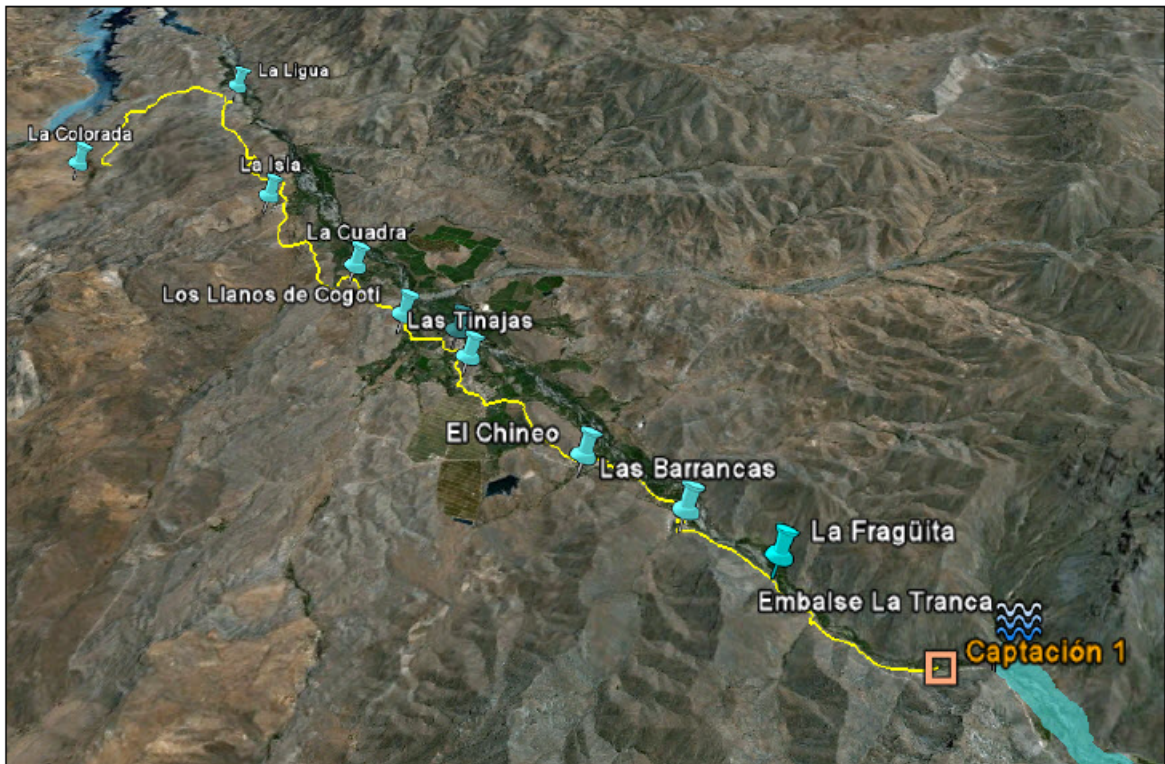 La Ligua
La Colorada
La Isla
La Cuadra
Los Llanos de Cogotí
Las Tinajas
El Chineo
Las Barrancas
La Fragüita
Embalse La Tranca
Captación 1